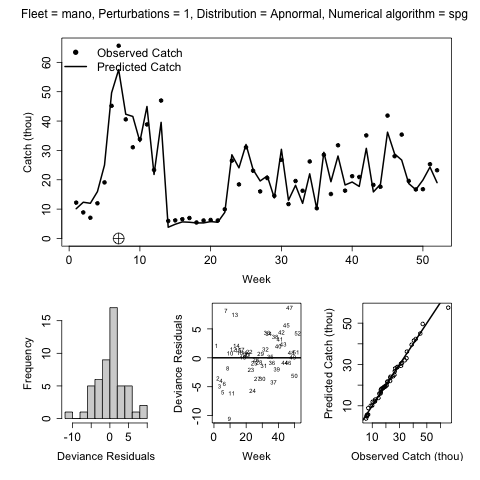 Fleet = mano, Perturbations = 1, Distribution = Apnormal, Numerical algorithm = spg
Observed Catch
Predicted Catch
Catch (thou)
0 10 20 30 40 50 60
0 10 20 30 40 50
Week
Frequency
0 5 10 15
-10 0 5
Deviance Residuals
Deviance Residuals
-10 -5 0 5
0 10 20 30 40 50
Week
Predicted Catch (thou)
10 30 50
10 30 50
Observed Catch (thou)